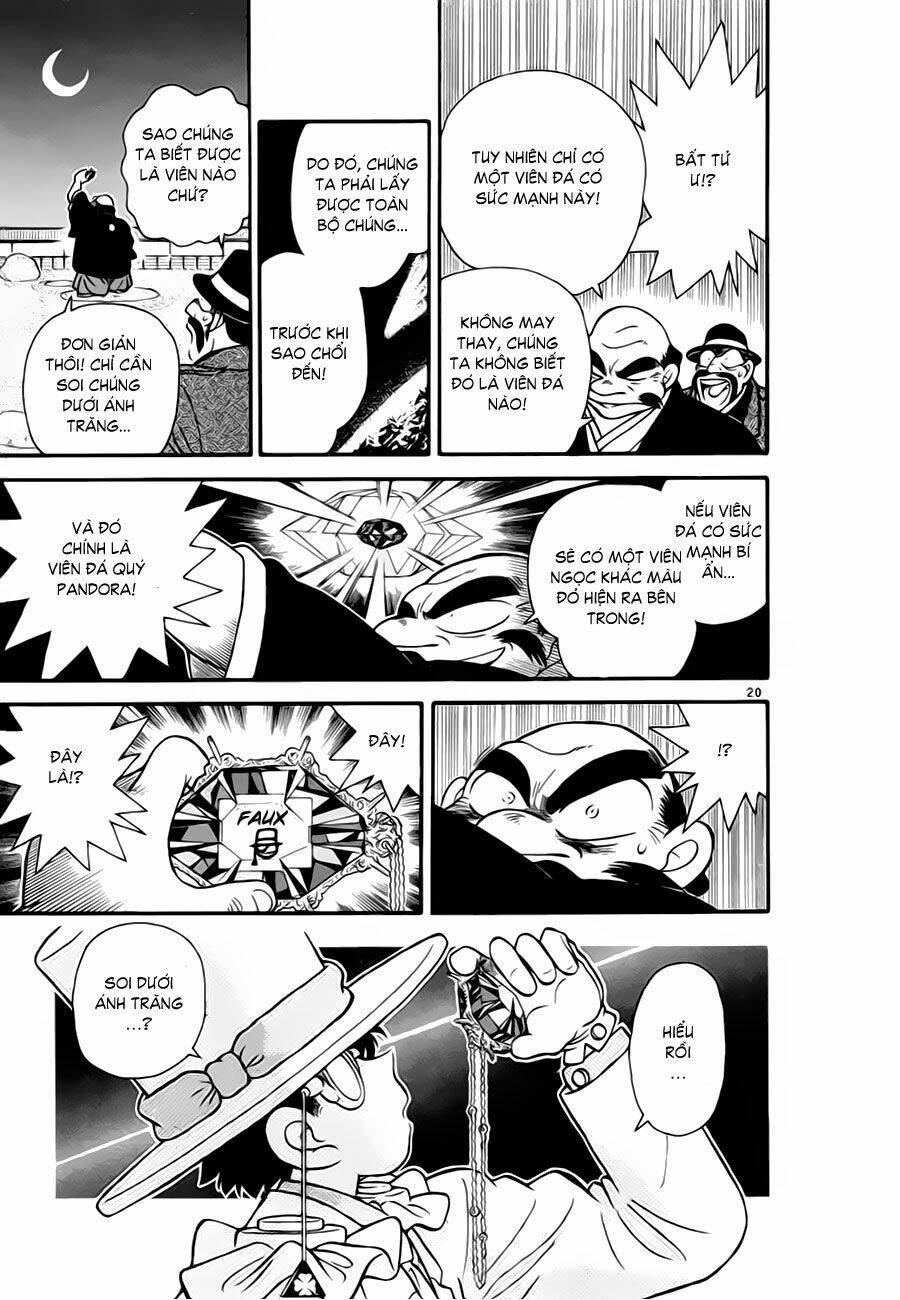 BẤT TỬ
Ư!?
TUY NHIÊN CHỈ CÓ
MỘT VIÊN ĐÁ CÓ
SỨC MẠNH NÀY!
KHÔNG MAY
THAY, CHÚNG
TA KHÔNG BIẾT
ĐÓ LÀ VIÊN ĐÁ
NÀO!
DO ĐÓ, CHÚNG
TA PHẢI LẤY
ĐƯỢC TOÀN
BỘ CHÚNG...
TRƯỚC KHI
SAO CHỔI
ĐẾN!
SAO CHÚNG
TA BIẾT ĐƯỢC
LÀ VIÊN NÀO
CHỨ?
ĐƠN GIẢN
THÔI! CHỈ CẦN
SOI CHÚNG
DƯỚI ÁNH
TRĂNG...
NẾU VIÊN
ĐÁ CÓ SỨC
MẠNH BÍ
ẨN...
SẼ CÓ MỘT VIÊN
NGỌC KHÁC MÀU
ĐỎ HIỆN RA BÊN
TRONG!
VÀ ĐÓ
CHÍNH LÀ
VIÊN ĐÁ QUÝ
PANDORA!
20
!?
ĐÂY!
FAUX
ĐÂY
LÀ!?
HIỂU
RỒI
...
SOI DƯỚI
ÁNH TRĂNG
...?